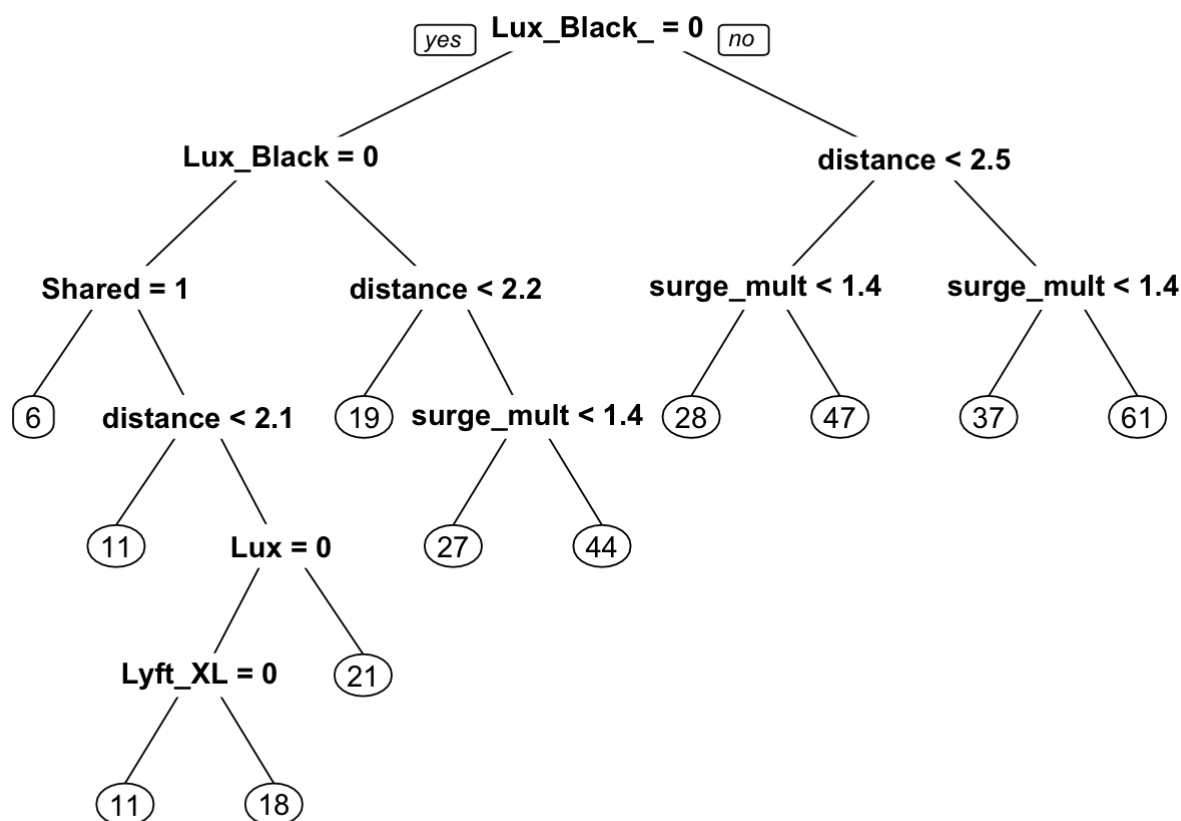 yes Lux_Black_ = 0 no
Lux_Black = 0 distance < 2.5
Shared = 1 distance < 2.2 surge_mult < 1.4 surge_mult < 1.4
6 distance < 2.1 19 surge_mult < 1.4 28 47 37 61
11 Lux = 0 27 44
Lyft_XL = 0 21
11 18